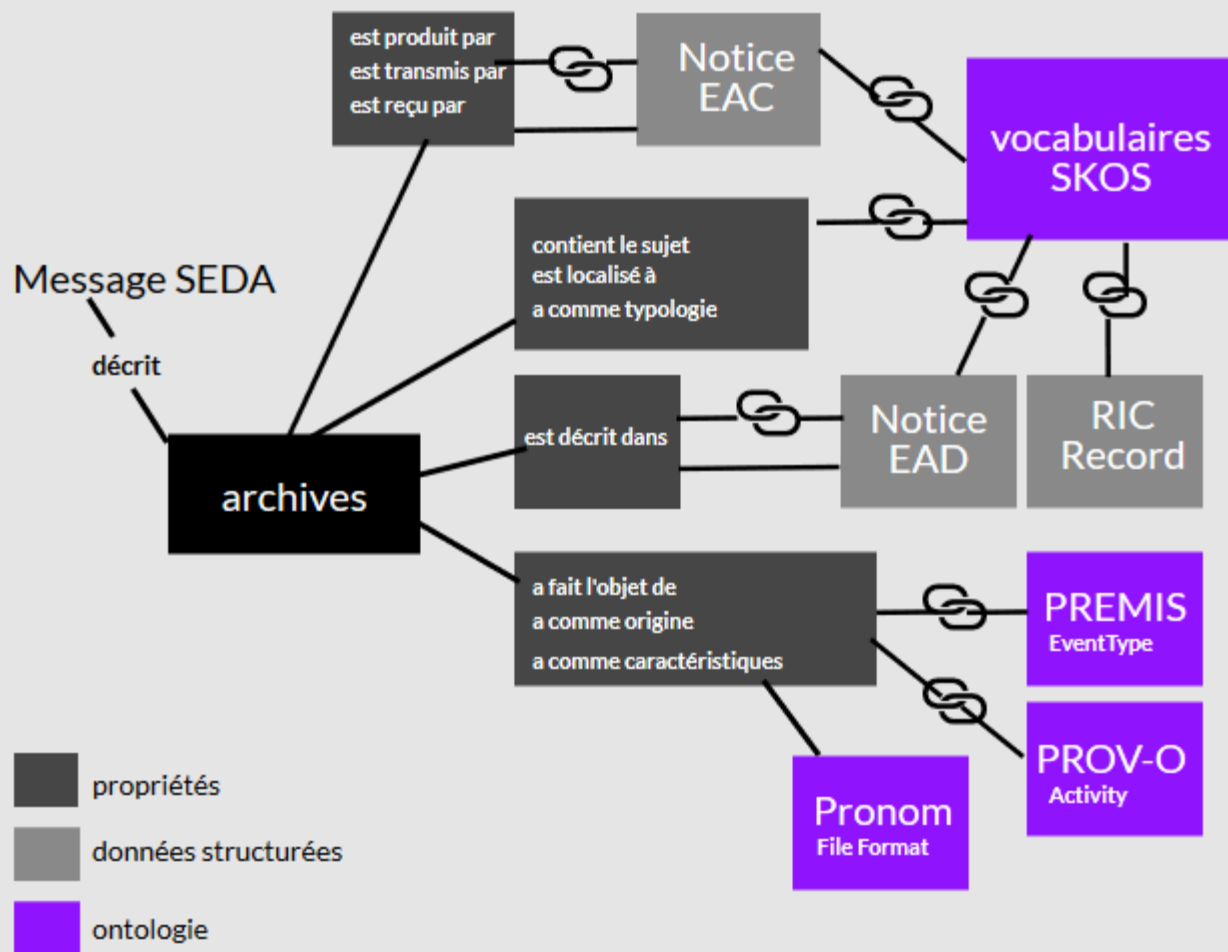 est produit par
est transmis par
est reçu par
Notice
EAC
vocabulaires
SKOS
contient le sujet
est localisé à
a comme typologie
Message SEDA
décrit
archives
est décrit dans
Notice
EAD
RIC
Record
a fait l'objet de
a comme origine
a comme caractéristiques
PREMIS
EventType
PROV-O
Activity
Pronom
File Format
propriétés
données structurées
ontologie